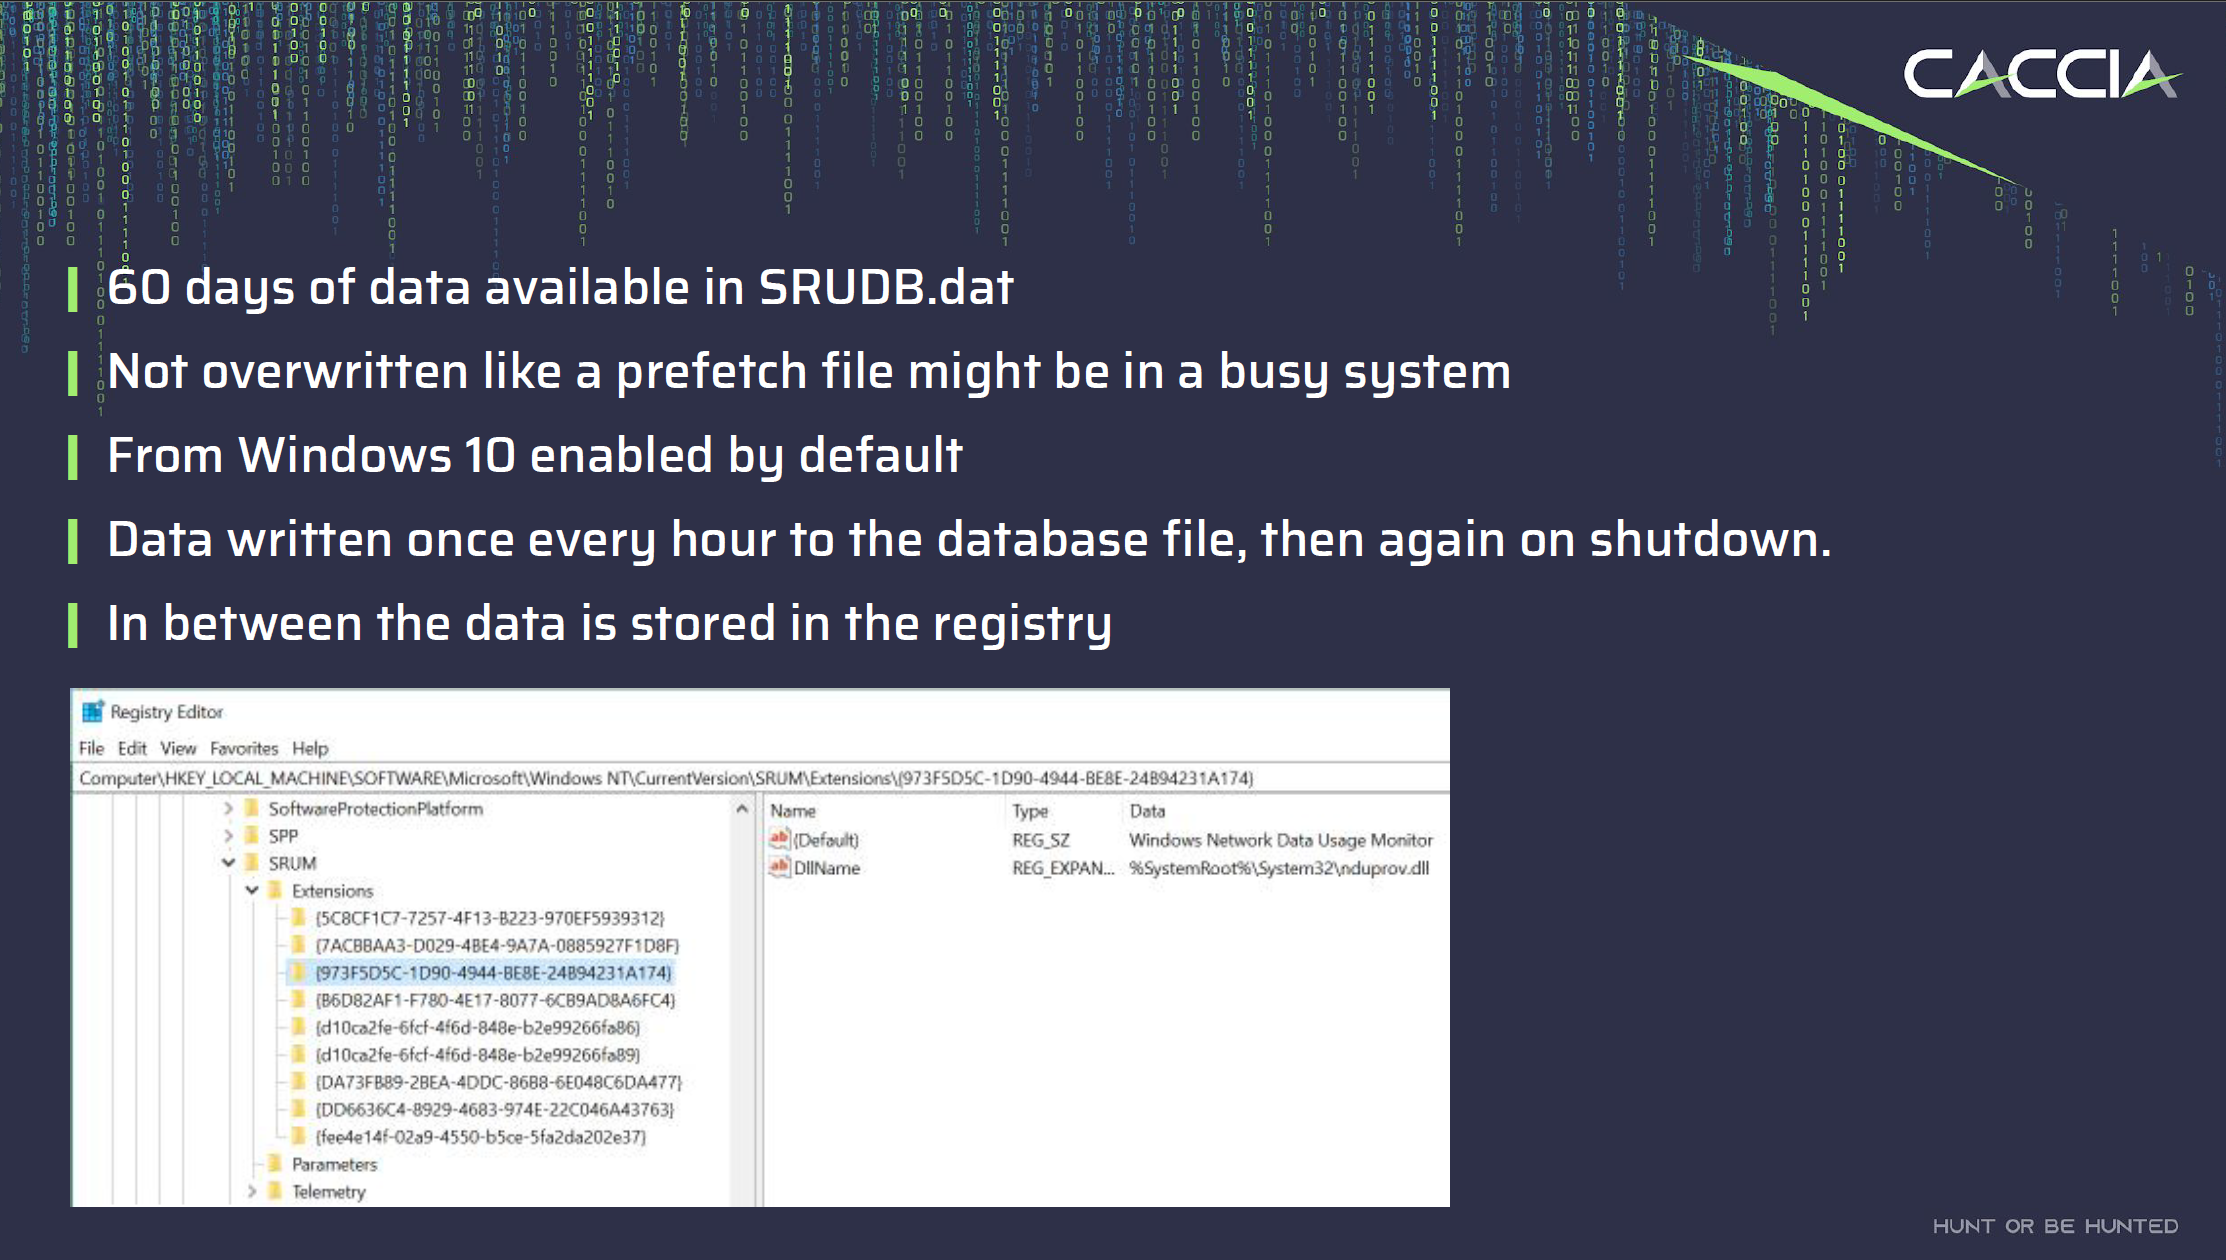 CACCIA
60 days of data available in SRUDB.dat
Not overwritten like a prefetch file might be in a busy system
From Windows 10 enabled by default
Data written once every hour to the database file, then again on shutdown.
In between the data is stored in the registry
Registry Editor
File Edit View Favorites Help
Computer\HKEY_LOCAL_MACHINE\SOFTWARE\Microsoft\Windows NT\CurrentVersion\SRUM\Extensions\{973F5D5C-1D90-4944-BE8E-24B94231A174}
SoftwareProtectionPlatform
SPP
SRUM
Extensions
{5C8CF1C7-7257-4F13-B223-970EF5939312}
{7ACBBAA3-D029-4BE4-9A7A-0885927F1D8F}
{973F5D5C-1D90-4944-BE8E-24B94231A174}
{B6D82AF1-F780-4E17-8077-6CB9AD8A6FC4}
{d10ca2fe-6fcf-4f6d-848e-b2e99266fa86}
{d10ca2fe-6fcf-4f6d-848e-b2e99266fa89}
{DA73FB89-2BEA-4DDC-86B8-6E048C6DA477}
{DD6636C4-8929-4683-974E-22C046A43763}
{fee4e14f-02a9-4550-b5ce-5fa2da202e37}
Parameters
Telemetry
Name Type Data
(Default) REG_SZ Windows Network Data Usage Monitor
DllName REG_EXPAN... %SystemRoot%\System32\nduprov.dll
HUNT OR BE HUNTED